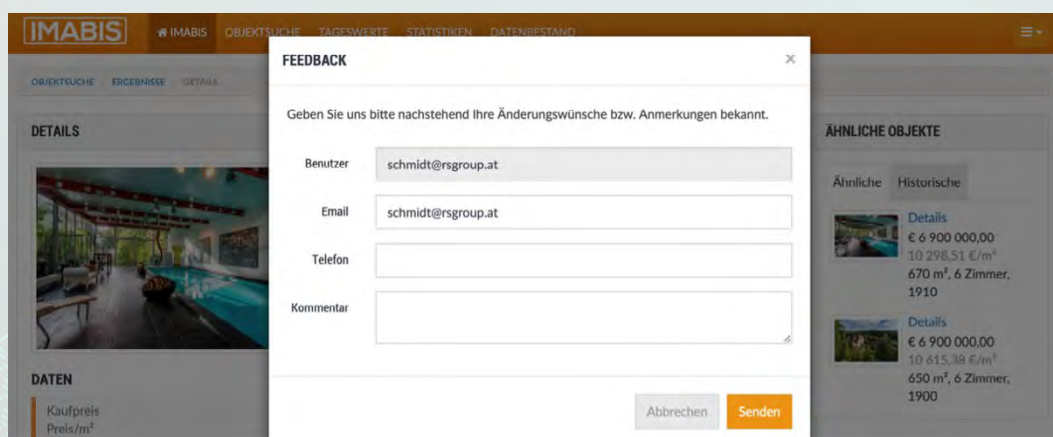 IMABIS
IMABIS OBJEKTSUCHE TAGESWERTE STATISTIKEN DATENBESTAND
OBJEKTSUCHE / ERGEBNISSE / DETAILS
DETAILS
FEEDBACK ×
Geben Sie uns bitte nachstehend Ihre Änderungswünsche bzw. Anmerkungen bekannt.
Benutzer schmidt@rsgroup.at
Email schmidt@rsgroup.at
Telefon
Kommentar
Abbrechen Senden
DATEN
Kaufpreis
Preis/m²
ÄHNLICHE OBJEKTE
Ähnliche Historische
Details
€ 6 900 000,00
10 298,51 €/m²
670 m², 6 Zimmer,
1910
Details
€ 6 900 000,00
10 615,38 €/m²
650 m², 6 Zimmer,
1900